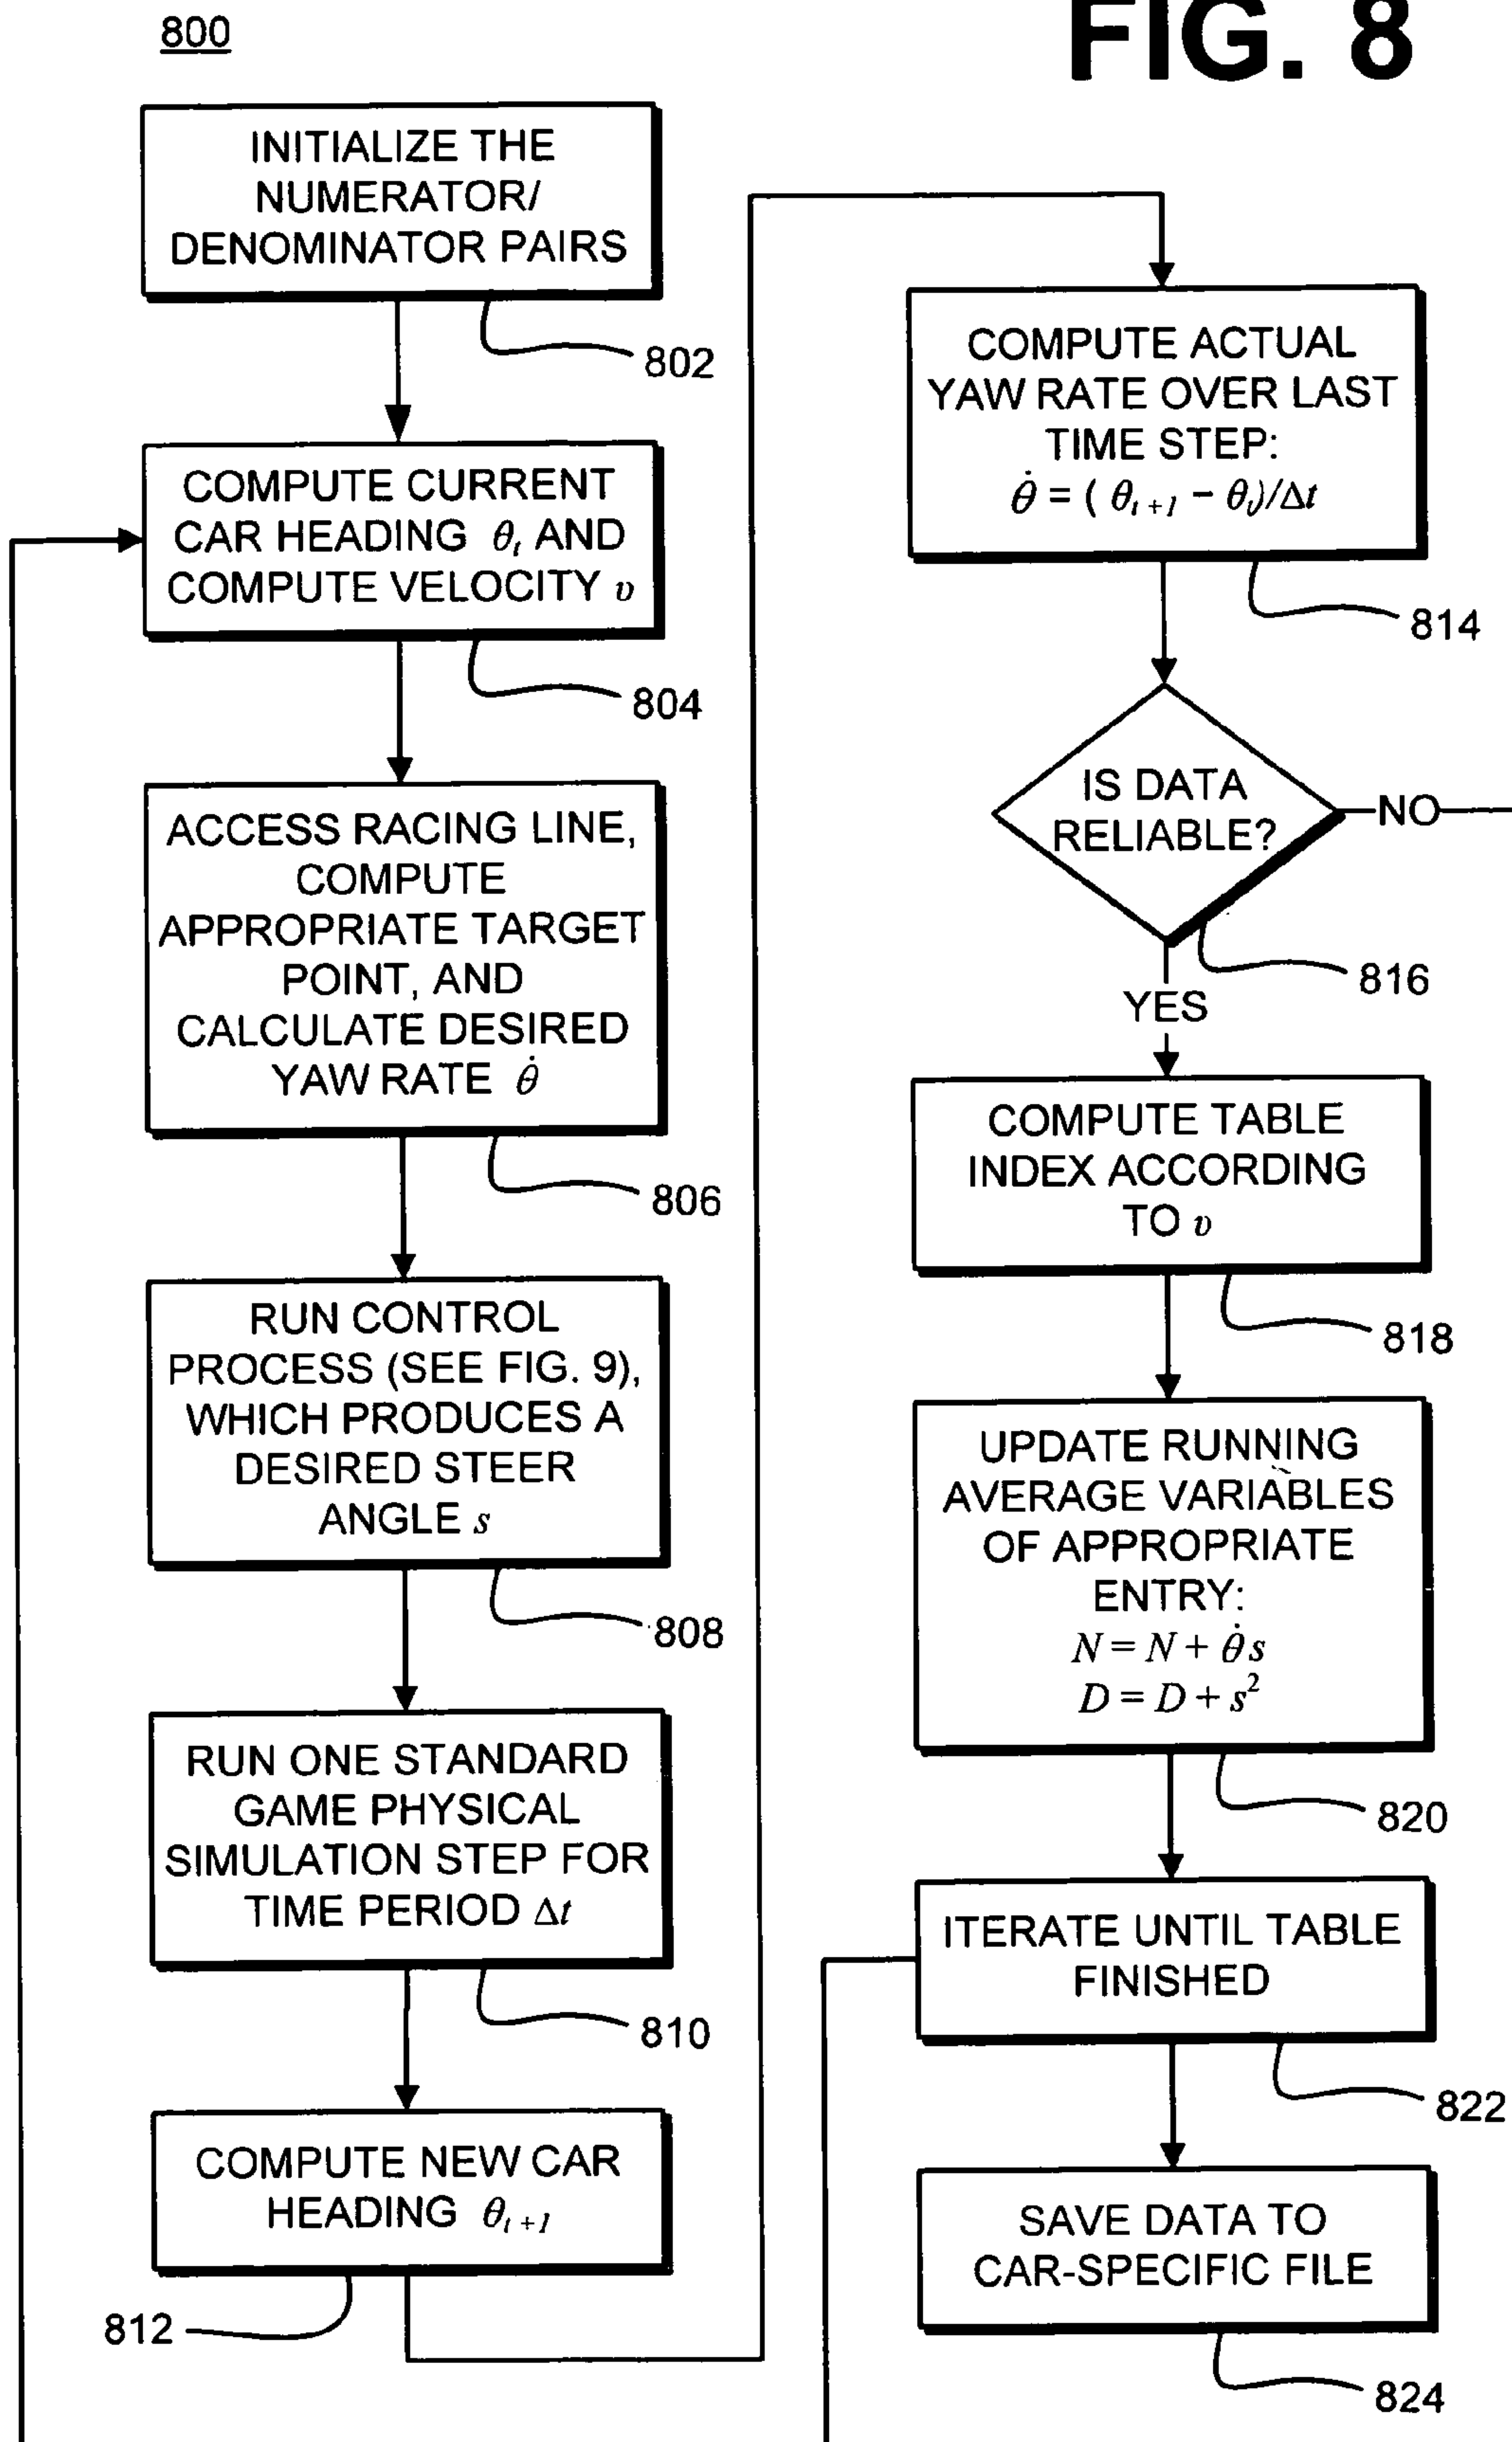 800
FIG. 8
INITIALIZE THE
NUMERATOR/
DENOMINATOR PAIRS
802
COMPUTE CURRENT
CAR HEADING θₜ AND
COMPUTE VELOCITY υ
804
ACCESS RACING LINE,
COMPUTE
APPROPRIATE TARGET
POINT, AND
CALCULATE DESIRED
YAW RATE θ̇
806
RUN CONTROL
PROCESS (SEE FIG. 9),
WHICH PRODUCES A
DESIRED STEER
ANGLE s
808
RUN ONE STANDARD
GAME PHYSICAL
SIMULATION STEP FOR
TIME PERIOD Δt
810
COMPUTE NEW CAR
HEADING θₜ₊₁
812
COMPUTE ACTUAL
YAW RATE OVER LAST
TIME STEP:
θ̇ = ( θₜ₊₁ − θₜ)/Δt
814
IS DATA
RELIABLE?
NO
816
YES
COMPUTE TABLE
INDEX ACCORDING
TO υ
818
UPDATE RUNNING
AVERAGE VARIABLES
OF APPROPRIATE
ENTRY:
N = N + θ̇ s
D = D + s²
820
ITERATE UNTIL TABLE
FINISHED
822
SAVE DATA TO
CAR-SPECIFIC FILE
824